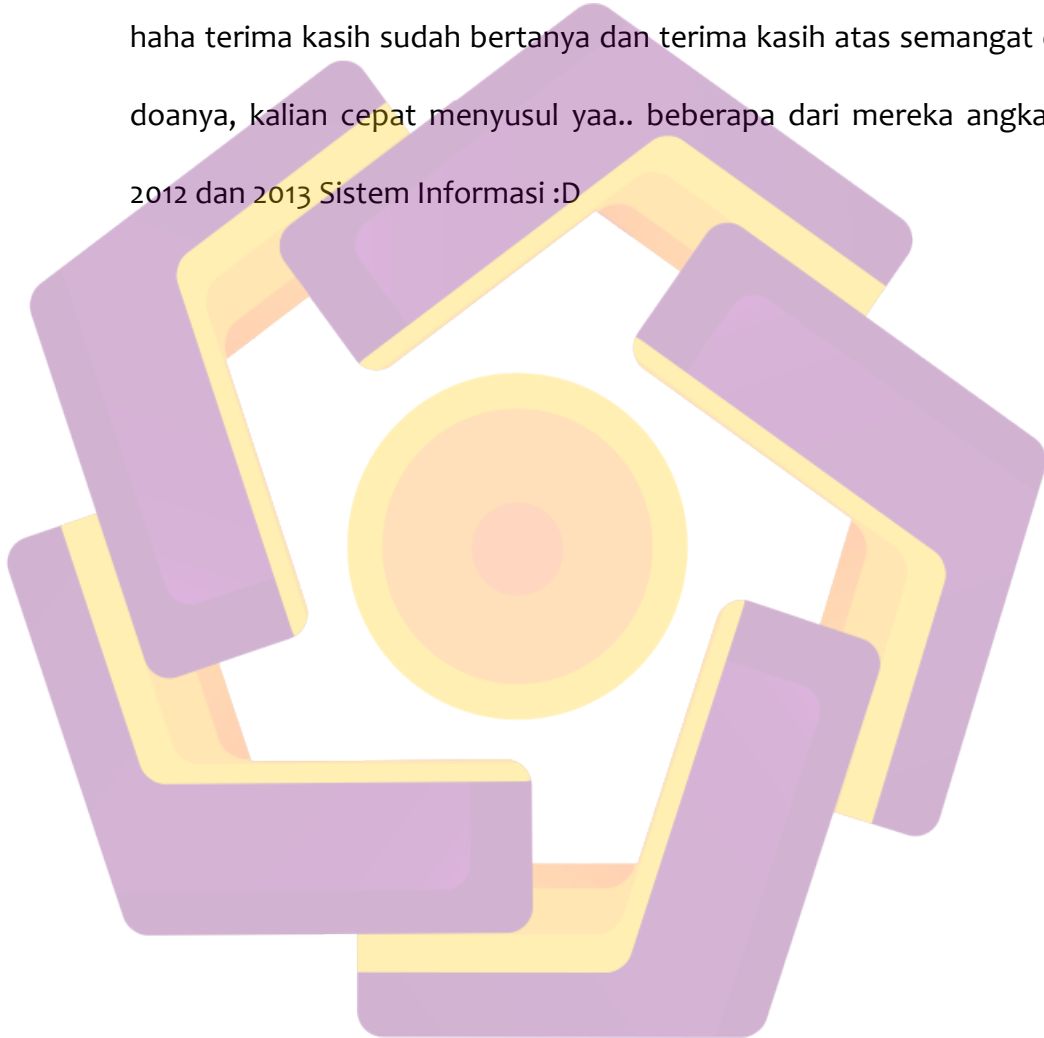 haha terima kasih sudah bertanya dan terima kasih atas semangat
doanya, kalian cepat menyusul yaa.. beberapa dari mereka
2012 dan 2013 Sistem Informasi :D